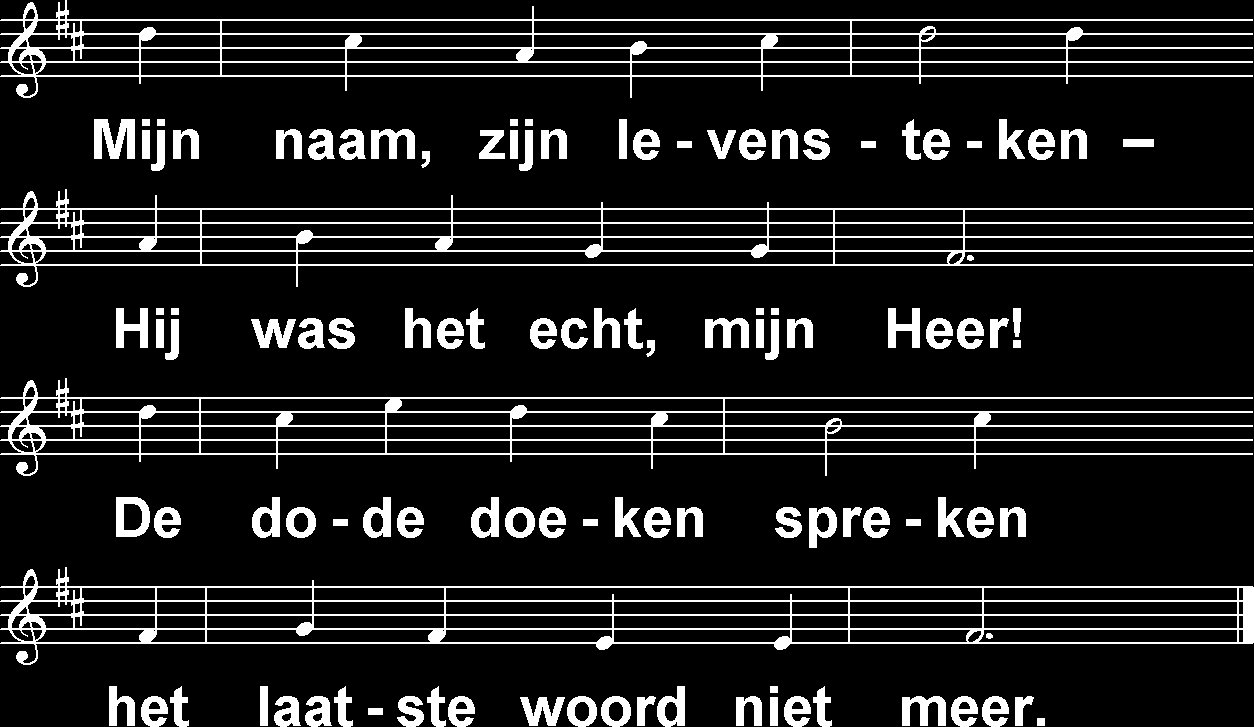 Mijn naam, zijn le - vens - te - ken –
Hij was het echt, mijn Heer!
De do - de doe - ken spre - ken
het laat - ste woord niet meer.